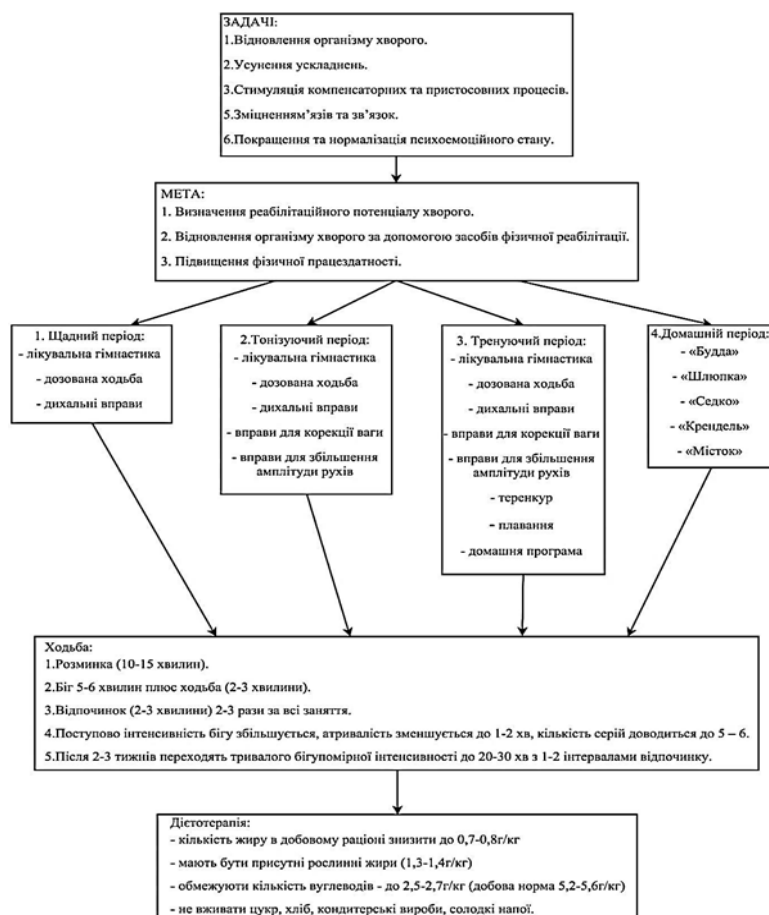 ЗАДАЧІ:
1.Відновлення організму хворого.
2.Усунення ускладнень.
3.Стимуляція компенсаторних та пристосовних процесів.
5.Зміцненням’язів та зв’язок.
6.Покращення та нормалізація психоемоційного стану.
МЕТА:
1. Визначення реабілітаційного потенціалу хворого.
2. Відновлення організму хворого за допомогою засобів фізичної реабілітації.
3. Підвищення фізичної працездатності.
1. Щадний період:
- лікувальна гімнастика
- дозована ходьба
- дихальні вправи
2.Тонізуючий період:
- лікувальна гімнастика
- дозована ходьба
- дихальні вправи
- вправи для корекції ваги
- вправи для збільшення
амплітуди рухів
3. Тренуючий період:
- лікувальна гімнастика
- дозована ходьба
- дихальні вправи
- вправи для корекції ваги
- вправи для збільшення
амплітуди рухів
- теренкур
- плавання
- домашня програма
4.Домашній період:
- «Будда»
- «Шлюпка»
- «Седко»
- «Крендель»
- «Місток»
Ходьба:
1.Розминка (10-15 хвилин).
2.Біг 5-6 хвилин плюс ходьба (2-3 хвилини).
3.Відпочинок (2-3 хвилини) 2-3 рази за всі заняття.
4.Поступово інтенсивність бігу збільшується, атривалість зменшується до 1-2 хв, кількість серій доводиться до 5 – 6.
5.Після 2-3 тижнів переходять тривалого бігупомірної інтенсивності до 20-30 хв з 1-2 інтервалами відпочинку.
Дієтотерапія:
- кількість жиру в добовому раціоні знизити до 0,7-0,8г/кг
- мають бути присутні рослинні жири (1,3-1,4г/кг)
- обмежують кількість вуглеводів - до 2,5-2,7г/кг (добова норма 5,2-5,6г/кг)
- не вживати цукр, хліб, кондитерські вироби, солодкі напої.